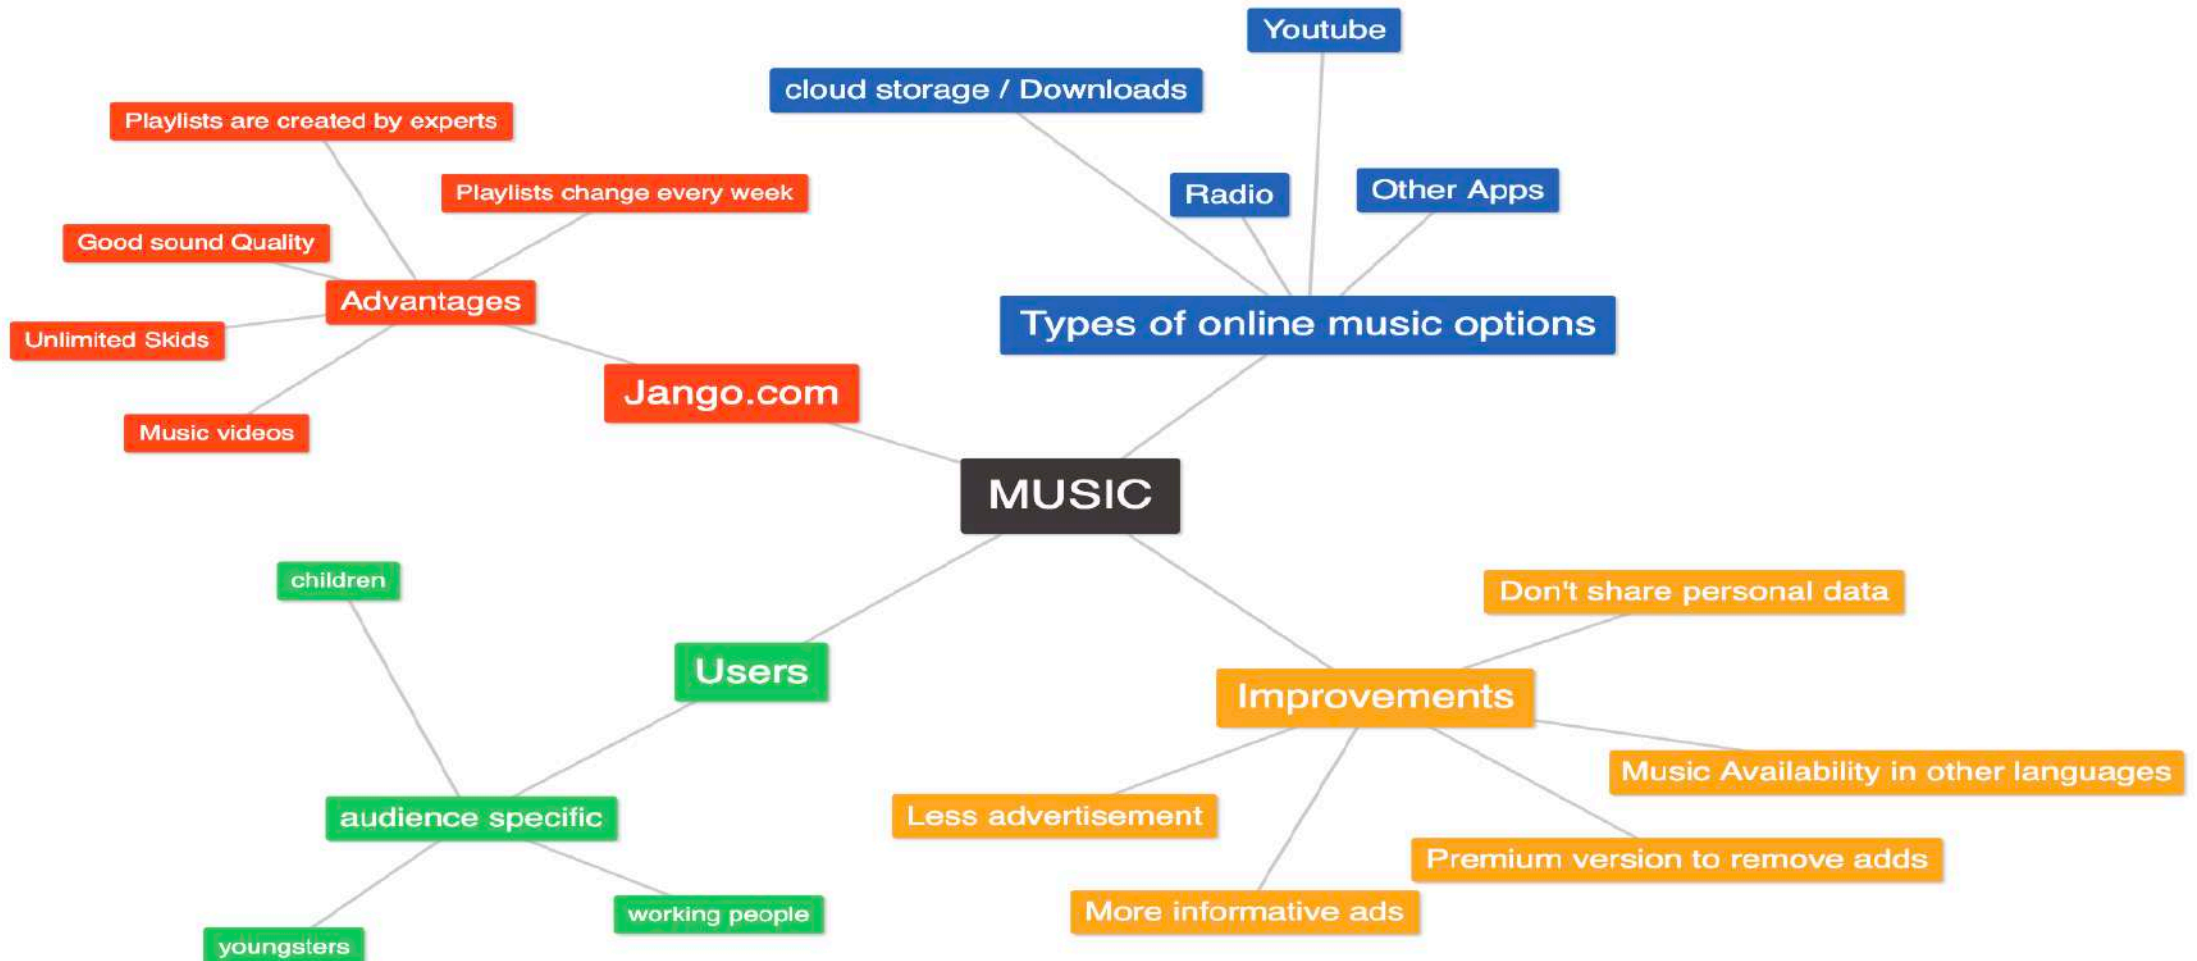 Youtube
cloud storage / Downloads
Playlists are created by experts
Playlists change every week
Radio
Other Apps
Good sound Quality
Advantages
Types of online music options
Unlimited Skids
Jango.com
Music videos
MUSIC
children
Don't share personal data
Users
Improvements
Music Availability in other languages
audience specific
Less advertisement
Premium version to remove adds
working people
More informative ads
youngsters